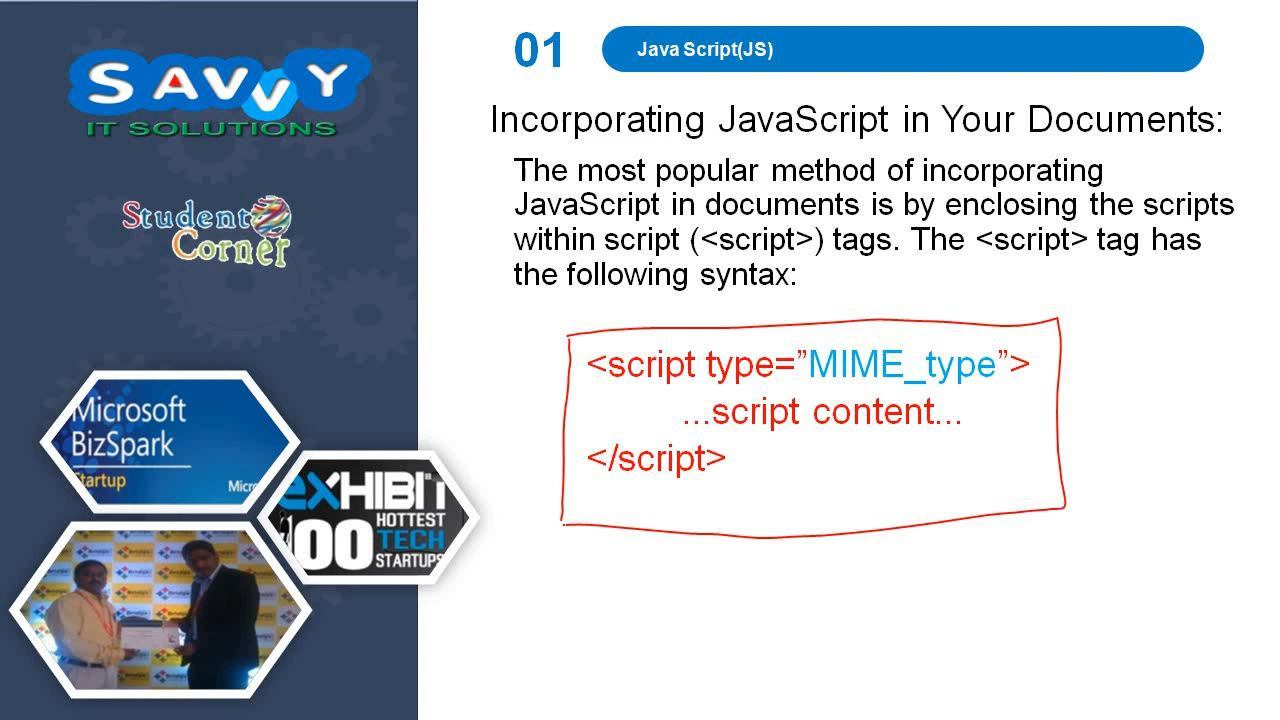 SAVVY
IT SOLUTIONS
Student
Corner
Microsoft
BizSpark
Startup
EXHIBIT
100
HOTTEST
TECH
STARTUPS
01
Java Script(JS)
Incorporating JavaScript in Your Documents:
The most popular method of incorporating
JavaScript in documents is by enclosing the scripts
within script (<script>) tags. The <script> tag has
the following syntax:
<script type=”MIME_type”>
...script content...
</script>